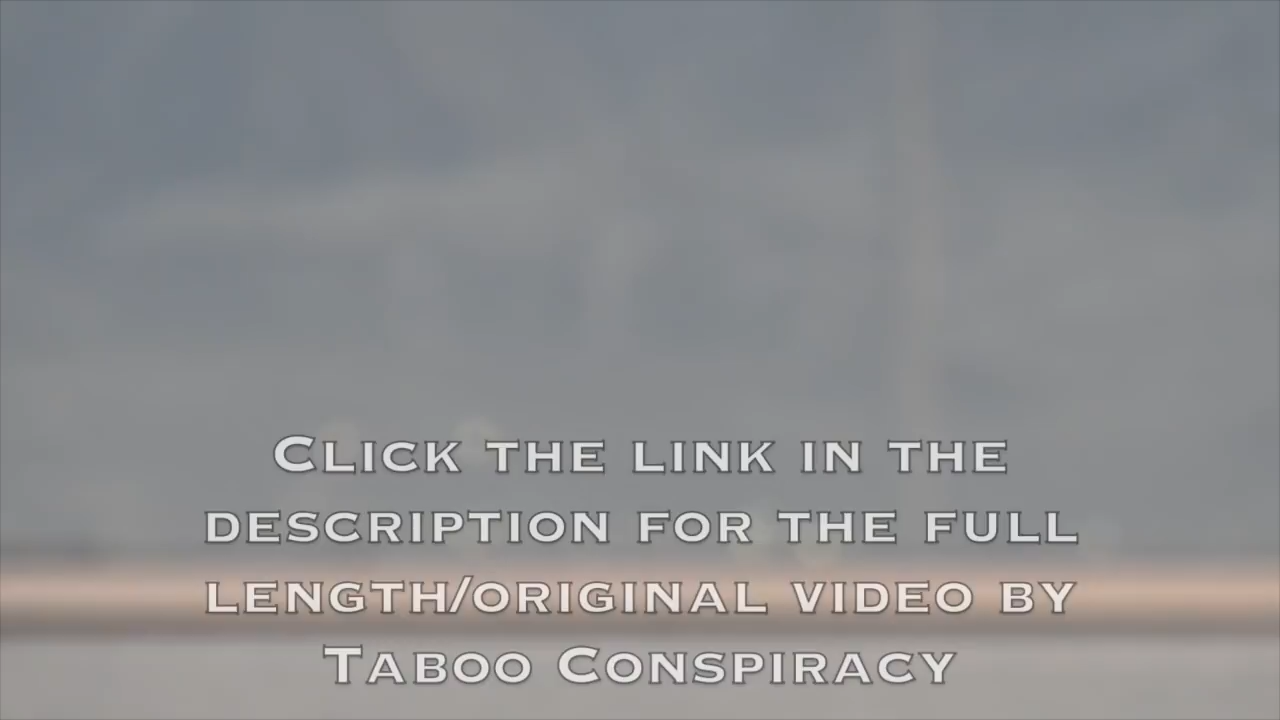 Click the link in the
description for the full
length/original video by
Taboo Conspiracy